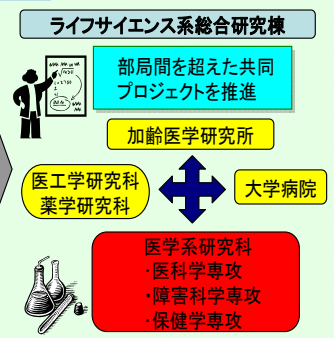 ライフサイエンス系総合研究棟
部局間を超えた共同
プロジェクトを推進
加齢医学研究所
医工学研究科
薬学研究科
大学病院
医学系研究科
・医科学専攻
・障害科学専攻
・保健学専攻